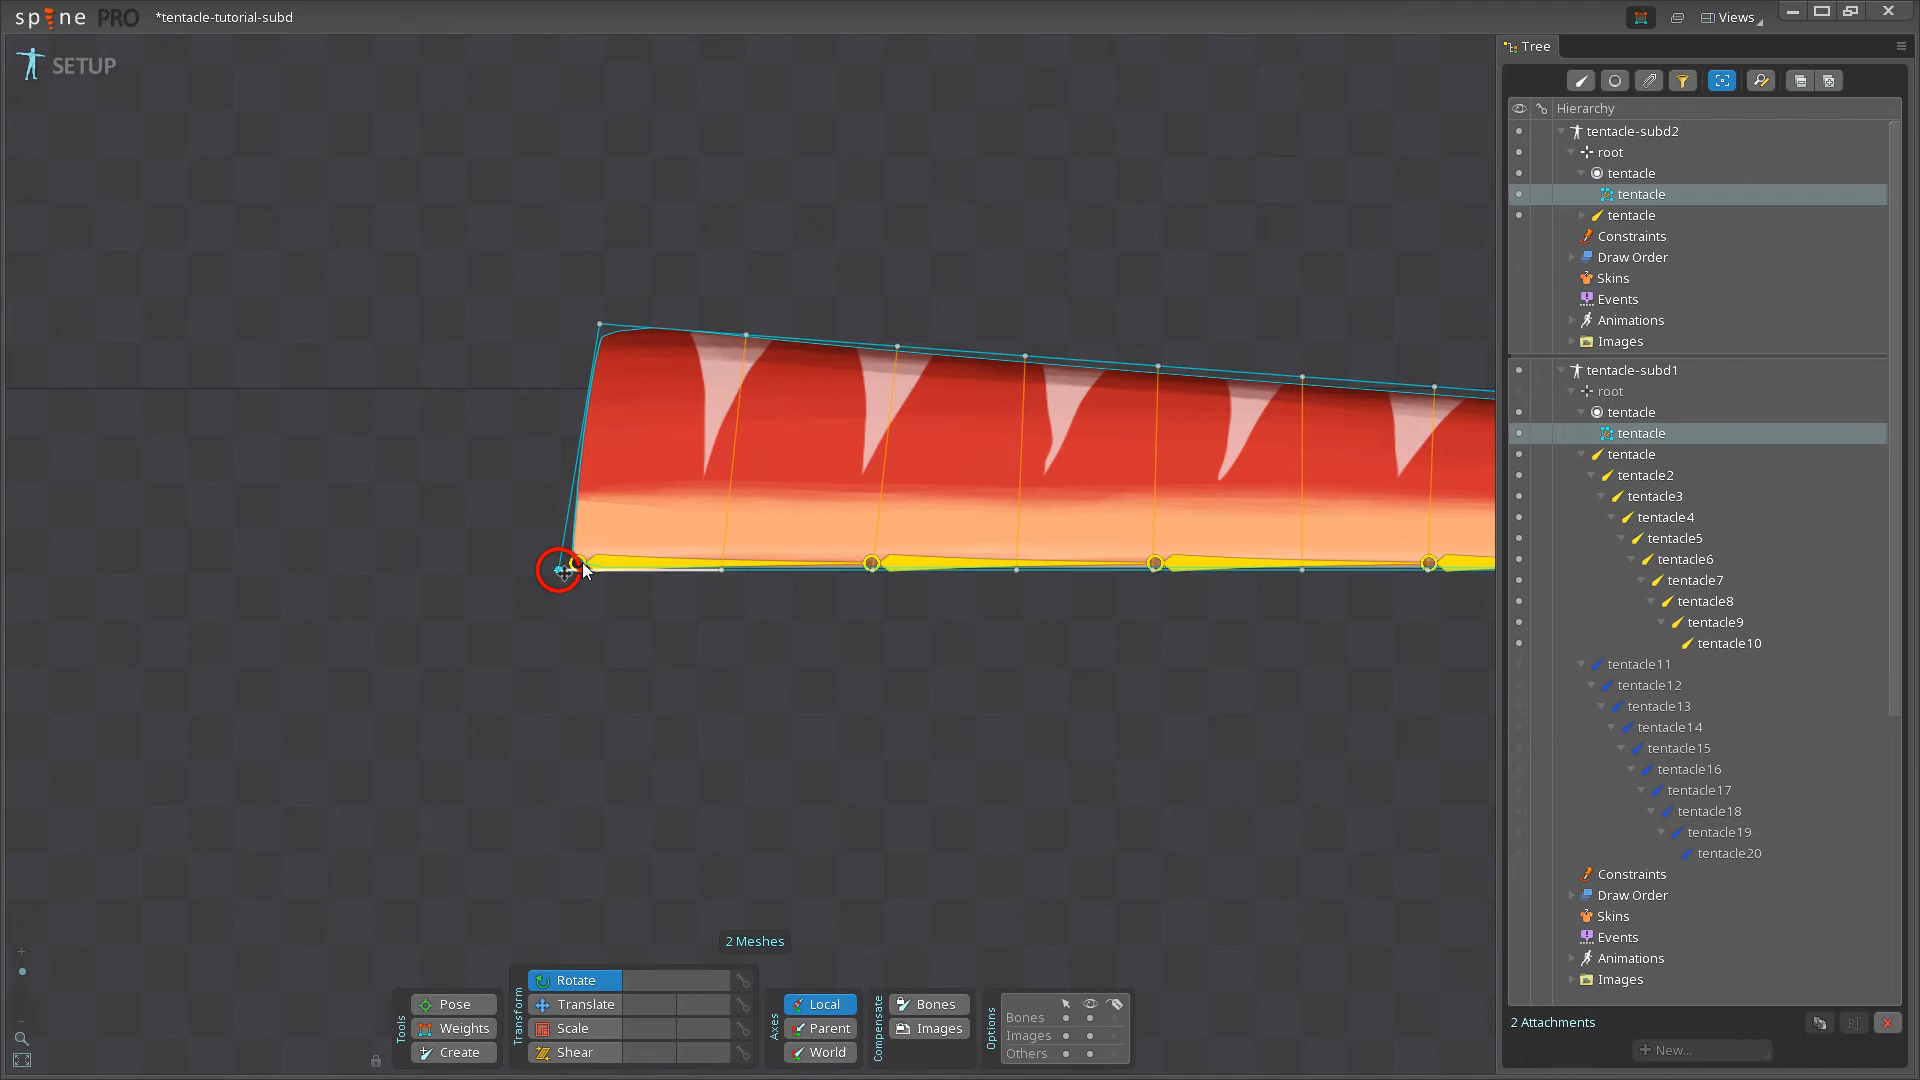 spine PRO
*tentacle-tutorial-subd
Views
SETUP
Tree
Hierarchy
tentacle-subd2
root
tentacle
tentacle
tentacle
Constraints
Draw Order
Skins
Events
Animations
Images
tentacle-subd1
root
tentacle
tentacle
tentacle
tentacle2
tentacle3
tentacle4
tentacle5
tentacle6
tentacle7
tentacle8
tentacle9
tentacle10
tentacle11
tentacle12
tentacle13
tentacle14
tentacle15
tentacle16
tentacle17
tentacle18
tentacle19
tentacle20
Constraints
Draw Order
Skins
Events
Animations
Images
2 Attachments
New...
2 Meshes
Tools
Pose
Weights
Create
Transform
Rotate
Translate
Scale
Shear
Axes
Local
Parent
World
Compensate
Bones
Images
Options
Bones
Images
Others